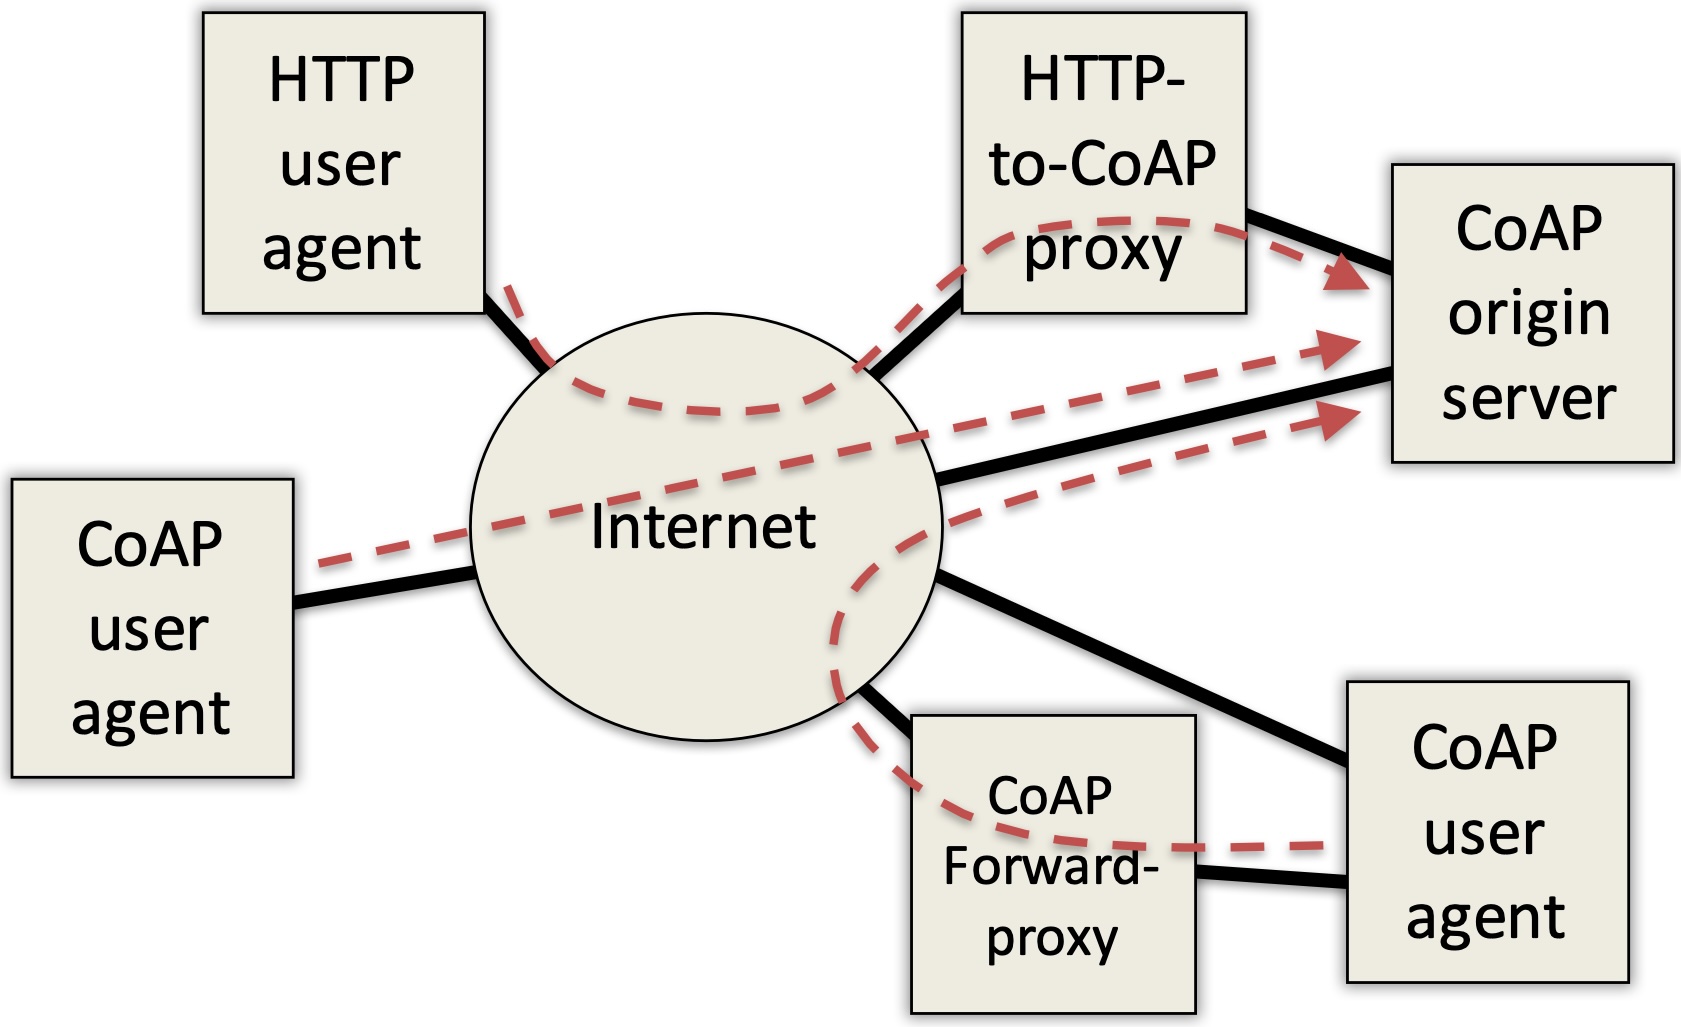 HTTP
user
agent
HTTP-
to-CoAP
proxy
CoAP
origin
server
Internet
CoAP
user
agent
CoAP
Forward-
proxy
CoAP
user
agent